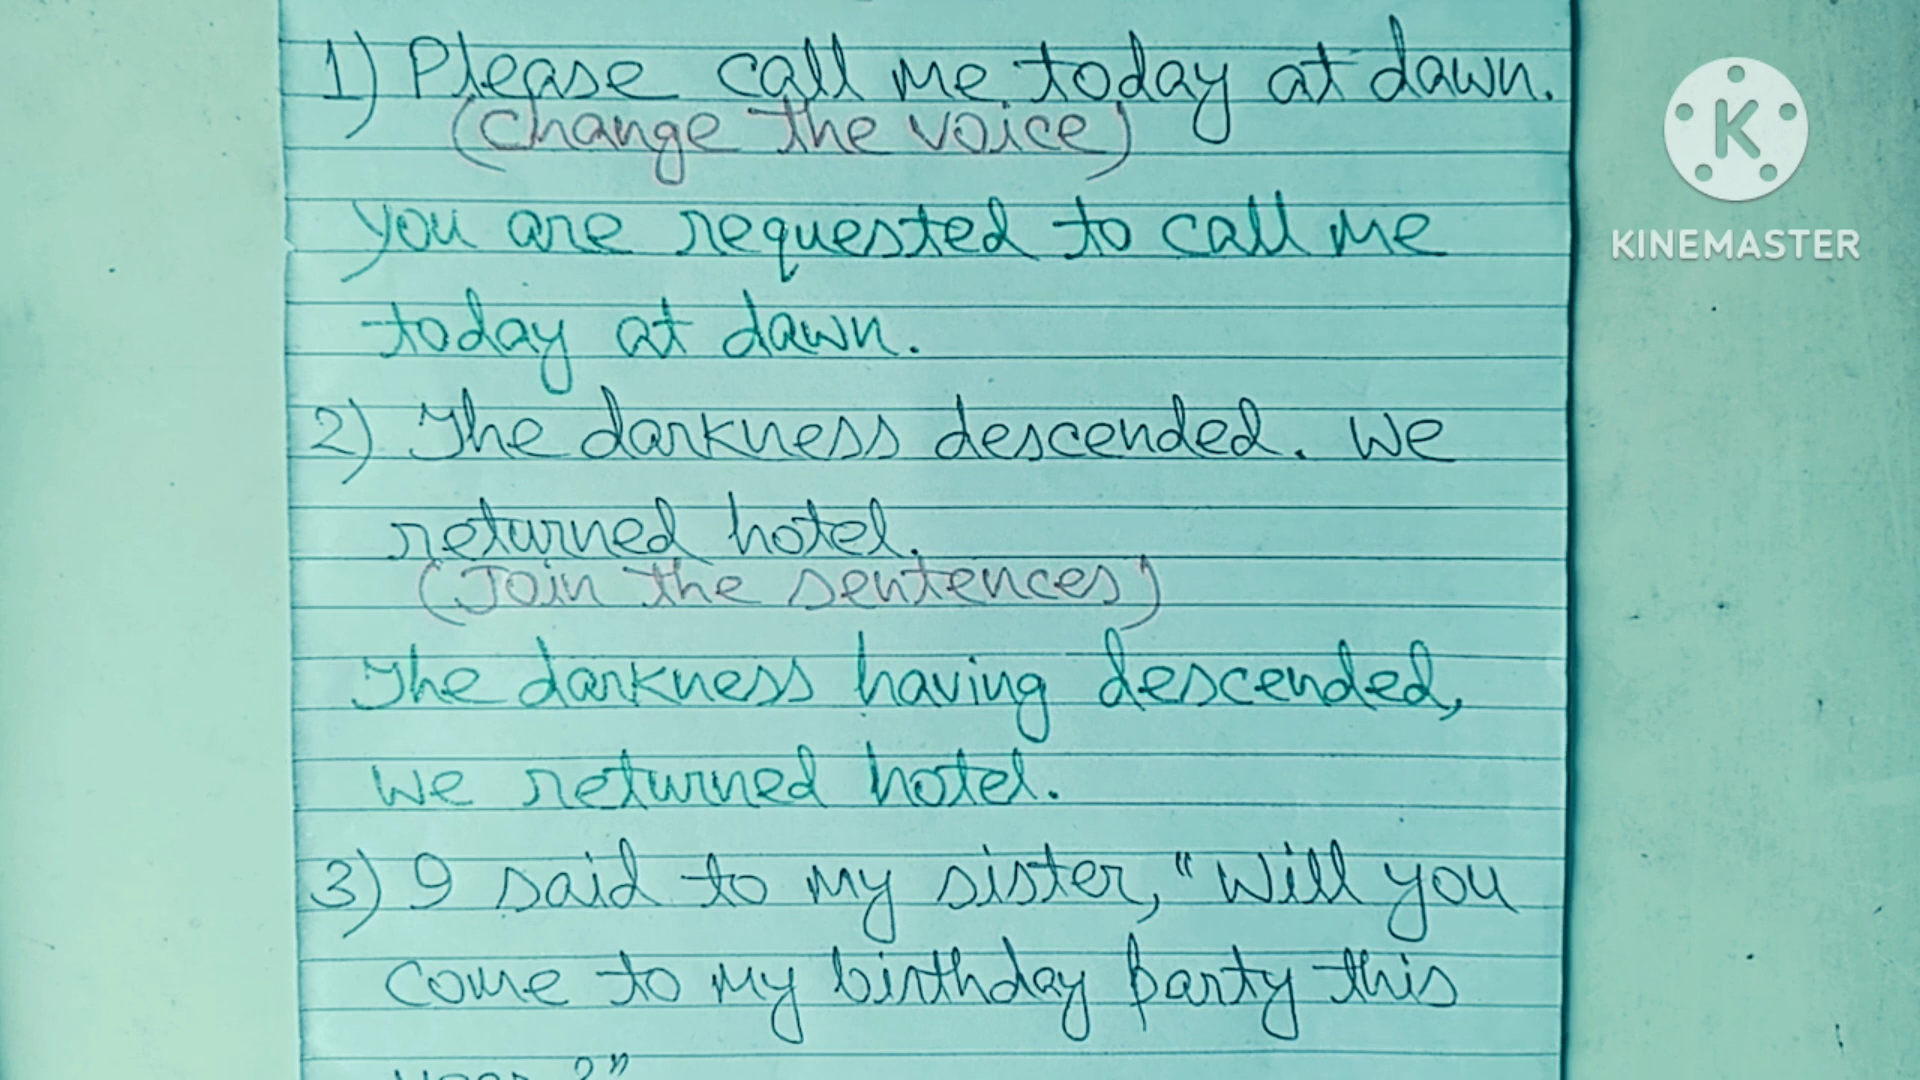 1) Please call me today at dawn.
(Change the voice)
You are requested to call me
today at dawn.
2) The darkness descended. We
returned hotel.
(Join the sentences)
The darkness having descended,
we returned hotel.
3) I said to my sister, "Will you
come to my birthday party this
year?"
K
KINEMASTER